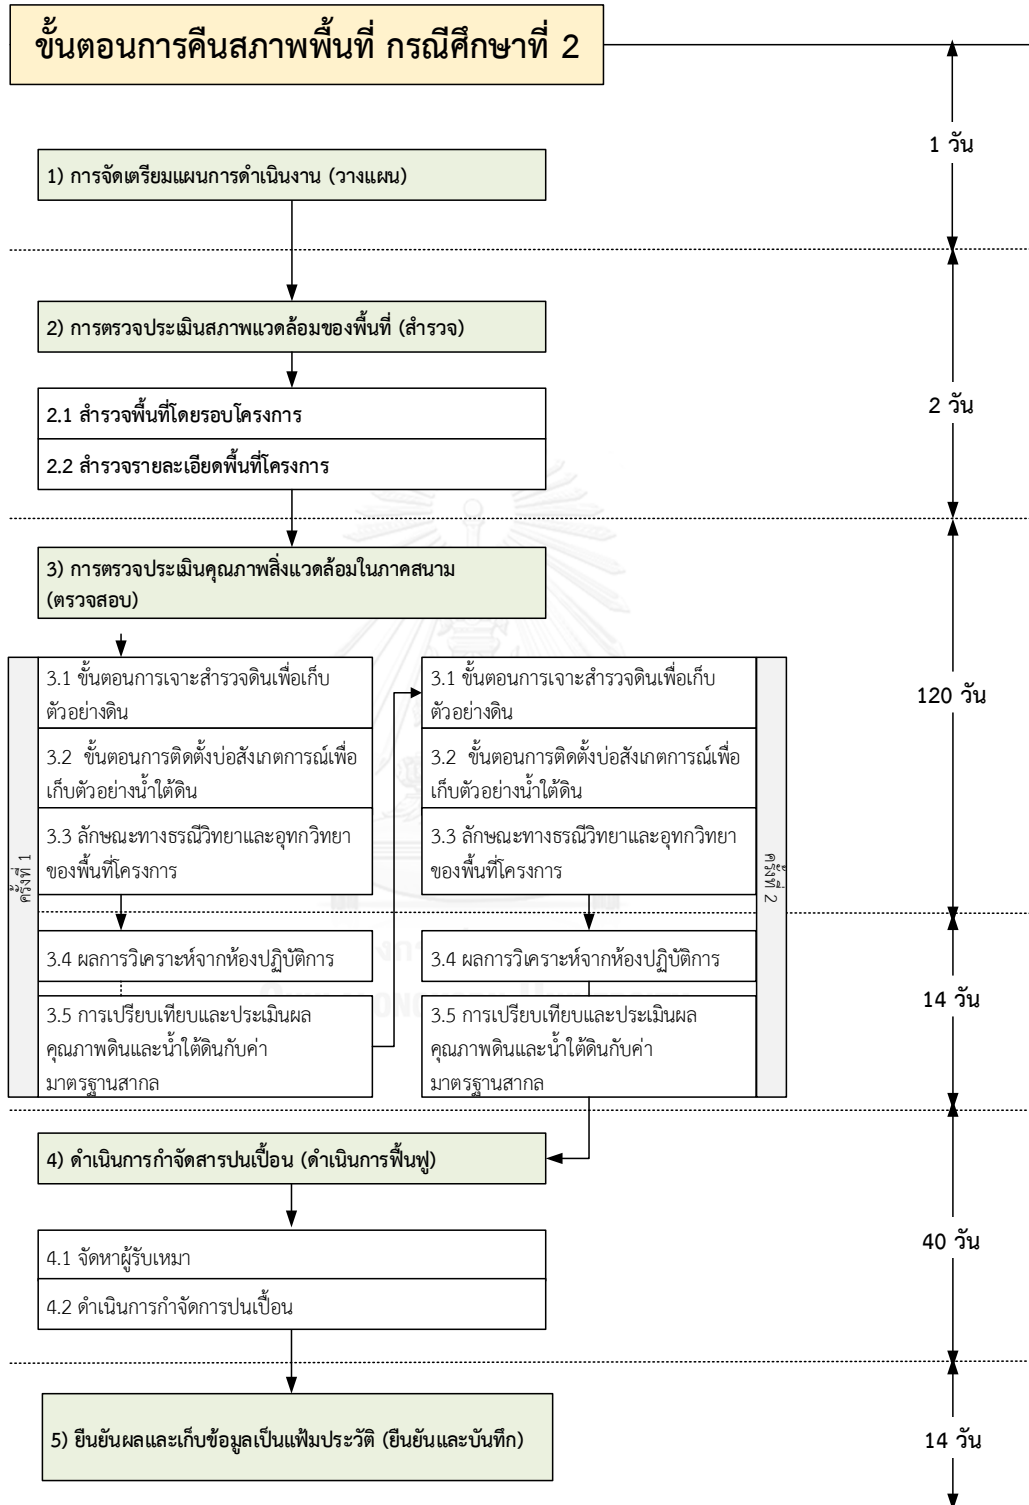 ขั้นตอนการคืนสภาพพื้นที่ กรณีศึกษาที่ 2
1 วัน
1) การจัดเตรียมแผนการดำเนินงาน (วางแผน)
2) การตรวจประเมินสภาพแวดล้อมของพื้นที่ (สำรวจ)
2.1 สำรวจพื้นที่โดยรอบโครงการ
2 วัน
2.2 สำรวจรายละเอียดพื้นที่โครงการ
3) การตรวจประเมินคุณภาพสิ่งแวดล้อมในภาคสนาม
(ตรวจสอบ)
ครั้งที่ 1
3.1 ขั้นตอนการเจาะสำรวจดินเพื่อเก็บ
ตัวอย่างดิน
3.2 ขั้นตอนการติดตั้งบ่อสังเกตการณ์เพื่อ
เก็บตัวอย่างน้ำใต้ดิน
3.3 ลักษณะทางธรณีวิทยาและอุทกวิทยา
ของพื้นที่โครงการ
3.4 ผลการวิเคราะห์จากห้องปฏิบัติการ
3.5 การเปรียบเทียบและประเมินผล
คุณภาพดินและน้ำใต้ดินกับค่า
มาตรฐานสากล
ครั้งที่ 2
3.1 ขั้นตอนการเจาะสำรวจดินเพื่อเก็บ
ตัวอย่างดิน
3.2 ขั้นตอนการติดตั้งบ่อสังเกตการณ์เพื่อ
เก็บตัวอย่างน้ำใต้ดิน
3.3 ลักษณะทางธรณีวิทยาและอุทกวิทยา
ของพื้นที่โครงการ
3.4 ผลการวิเคราะห์จากห้องปฏิบัติการ
3.5 การเปรียบเทียบและประเมินผล
คุณภาพดินและน้ำใต้ดินกับค่า
มาตรฐานสากล
120 วัน
14 วัน
4) ดำเนินการกำจัดสารปนเปื้อน (ดำเนินการฟื้นฟู)
4.1 จัดหาผู้รับเหมา
40 วัน
4.2 ดำเนินการกำจัดการปนเปื้อน
5) ยืนยันผลและเก็บข้อมูลเป็นแฟ้มประวัติ (ยืนยันและบันทึก)
14 วัน